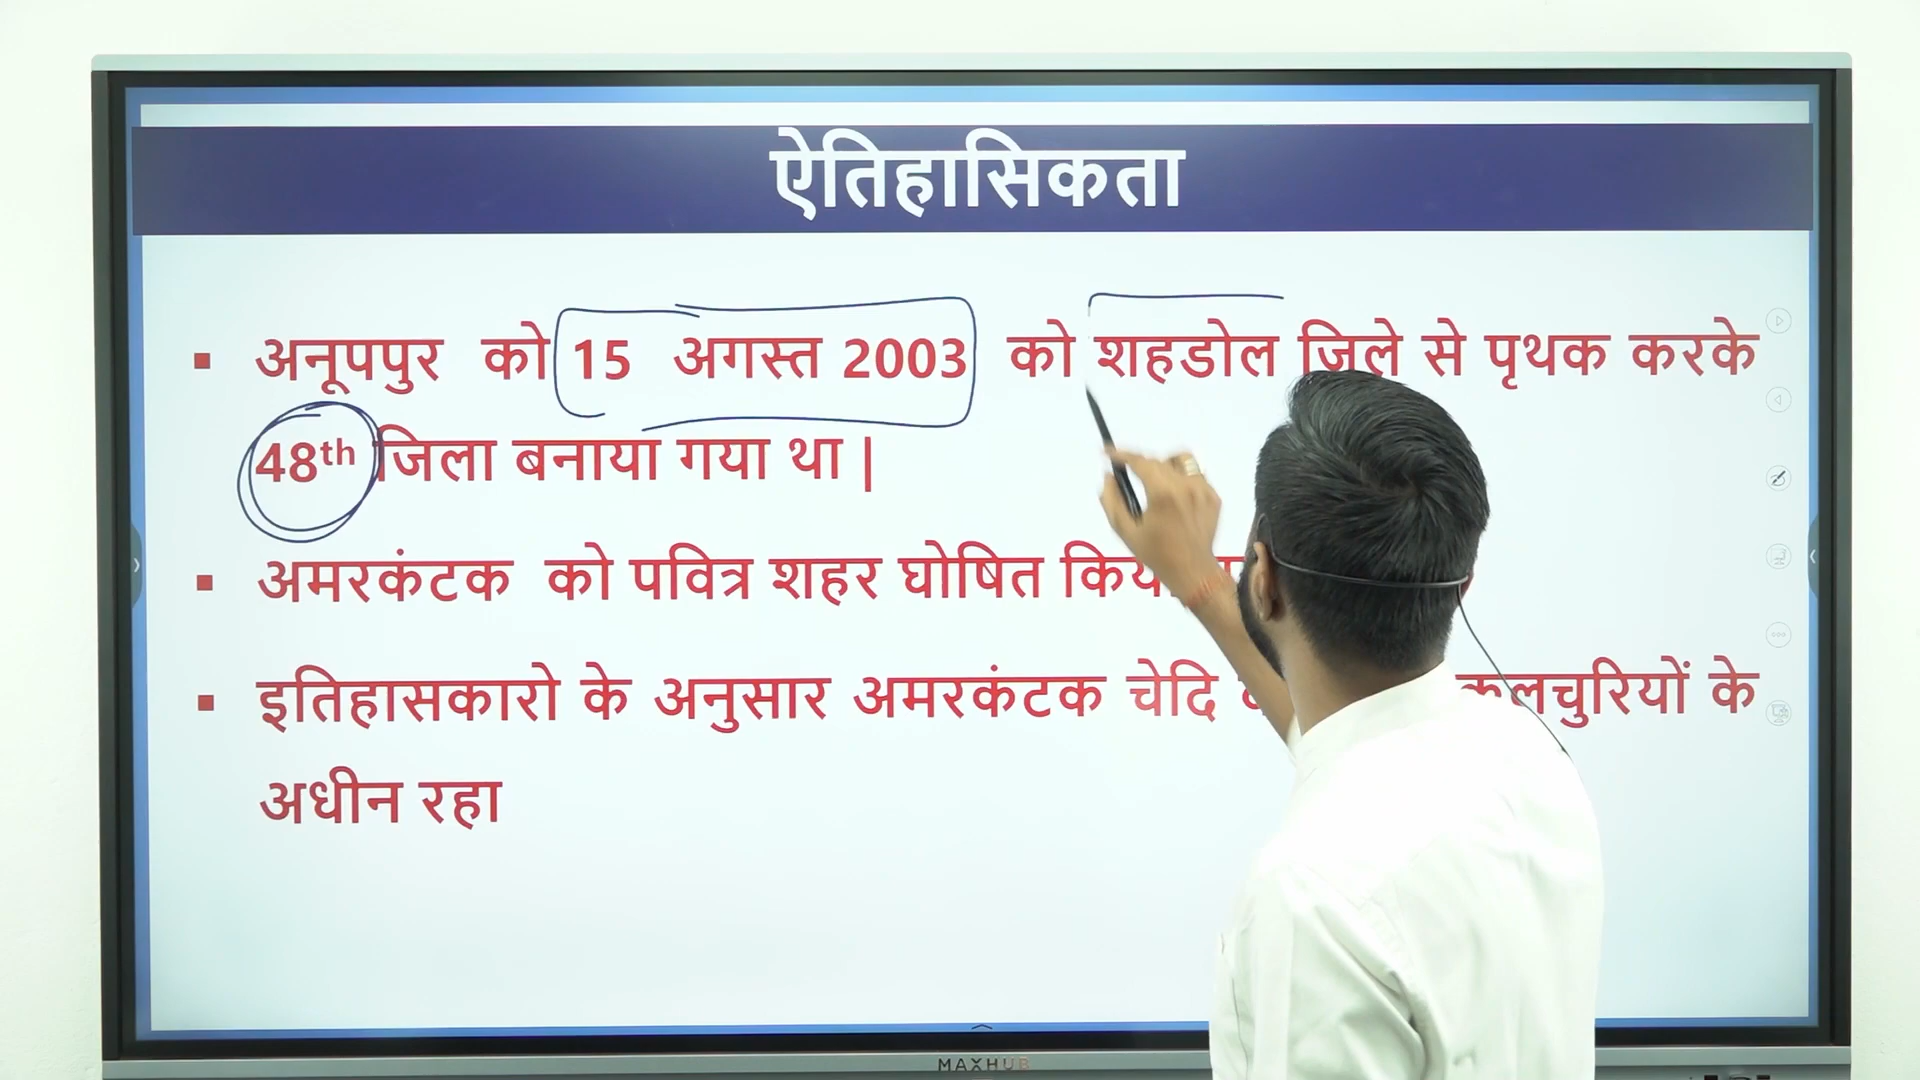 ऐतिहासिकता
▪ अनूपपुर को 15 अगस्त 2003 को शहडोल जिले से पृथक करके
48th जिला बनाया गया था |
▪ अमरकंटक को पवित्र शहर घोषित
▪ इतिहासकारो के अनुसार अमरकंटक चेदि कलचुरियों के
अधीन रहा
MAXHUB